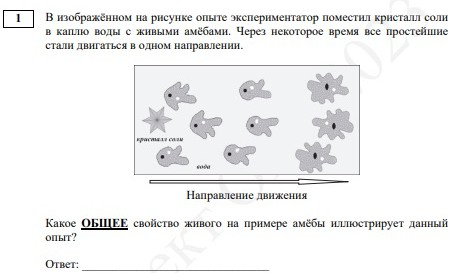 1
В изображённом на рисунке опыте экспериментатор поместил кристалл соли
в каплю воды с живыми амёбами. Через некоторое время все простейшие
стали двигаться в одном направлении.
кристалл соли
вода
Направление движения
Какое ОБЩЕЕ свойство живого на примере амёбы иллюстрирует данный
опыт?
Ответ: ____________________